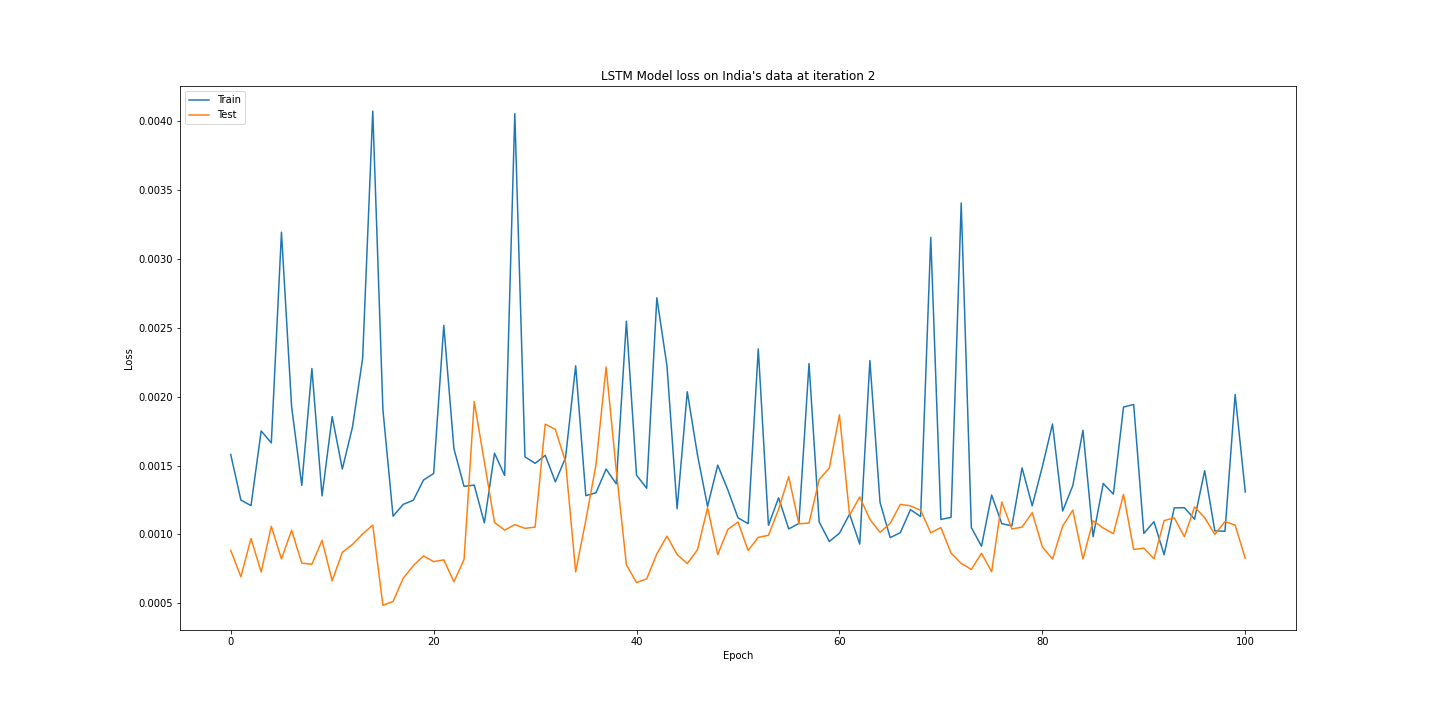 LSTM Model loss on India's data at iteration 2
Train
Test
0.0040
0.0035
0.0030
0.0025
0.0020
0.0015
0.0010
0.0005
Loss
0 20 40 60 80 100
Epoch